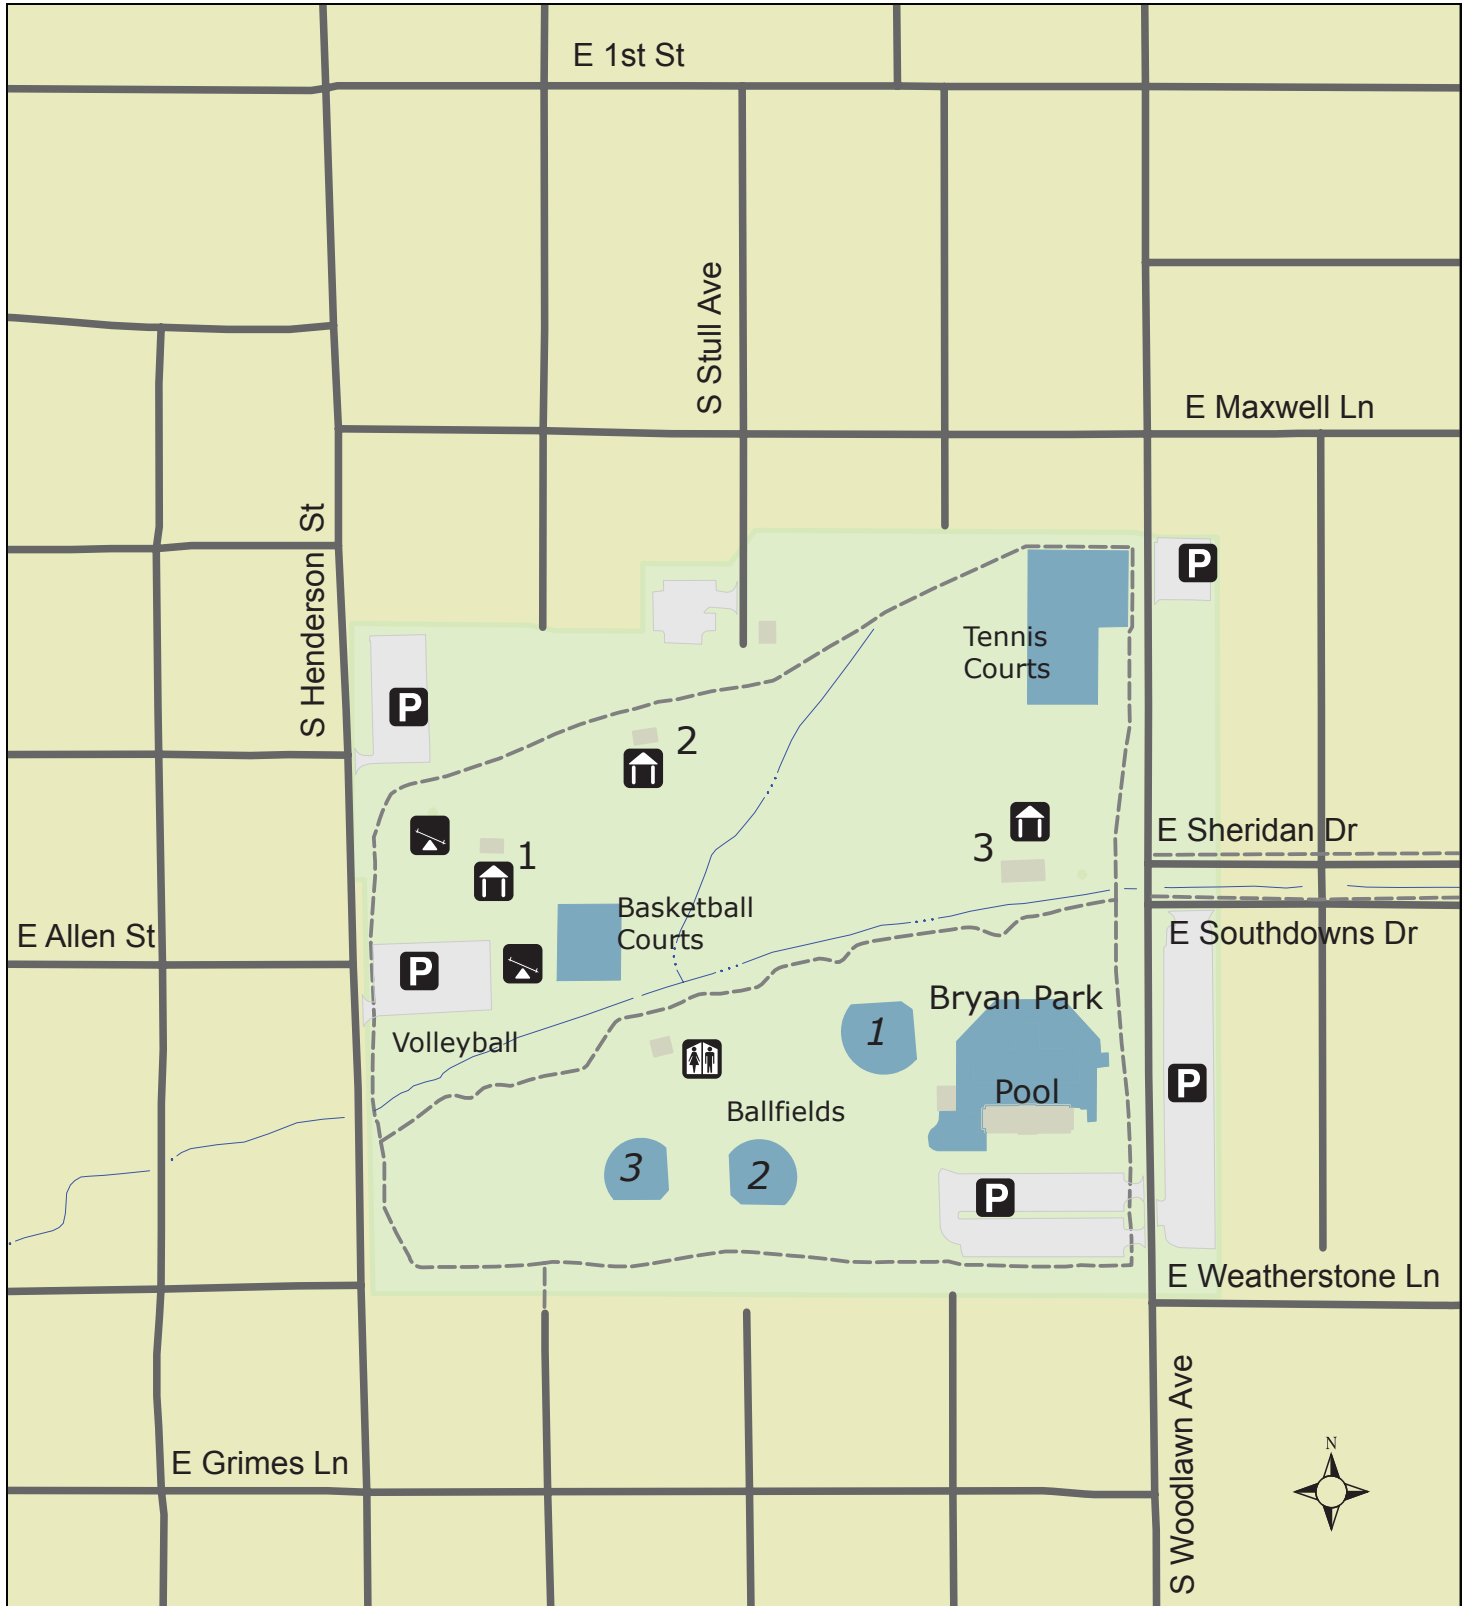 E 1st St
S Stull Ave
E Maxwell Ln
S Henderson St
P
Tennis
Courts
P
2
1
3
E Sheridan Dr
Basketball
Courts
E Allen St
E Southdowns Dr
P
Bryan Park
Pool
1
Volleyball
P
Ballfields
3
2
P
E Weatherstone Ln
S Woodlawn Ave
E Grimes Ln
N